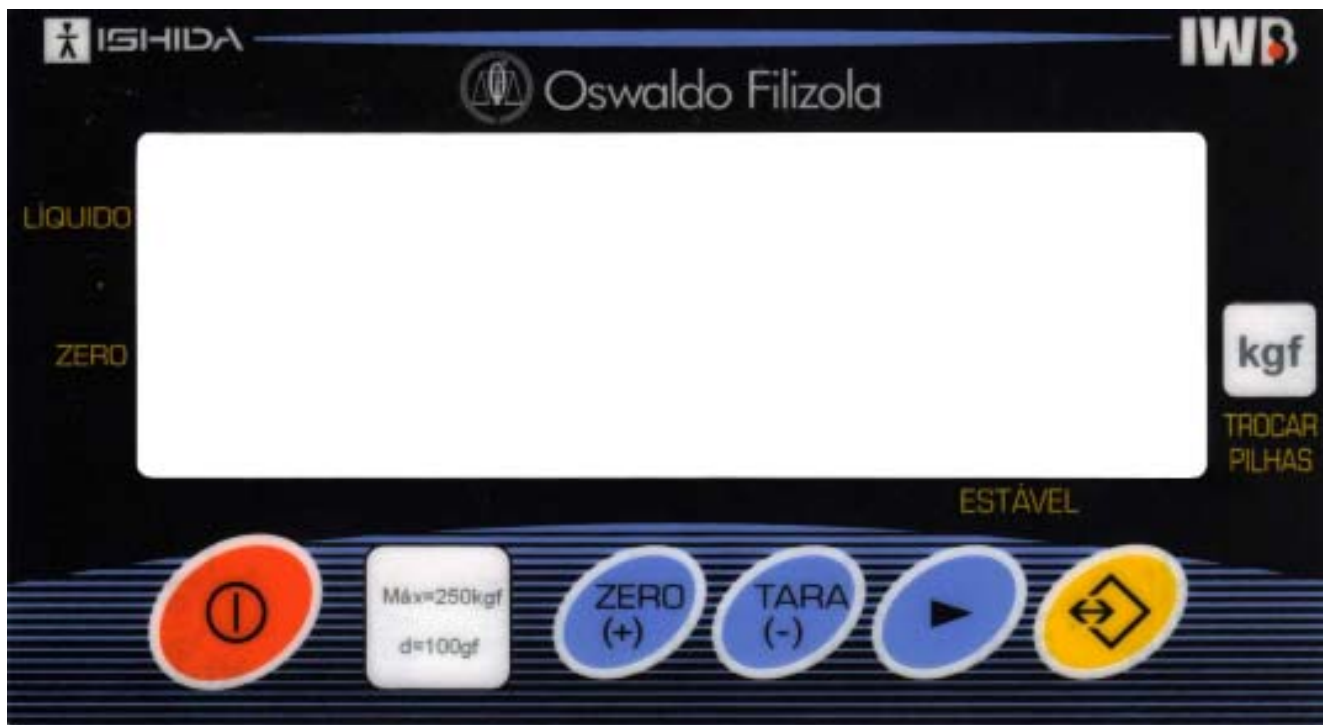 ISHIDA
IWB
Oswaldo Filizola
LÍQUIDO
ZERO
kgf
TROCAR
PILHAS
ESTÁVEL
Máx=250kgf
d=100gf
ZERO
(+)
TARA
(-)